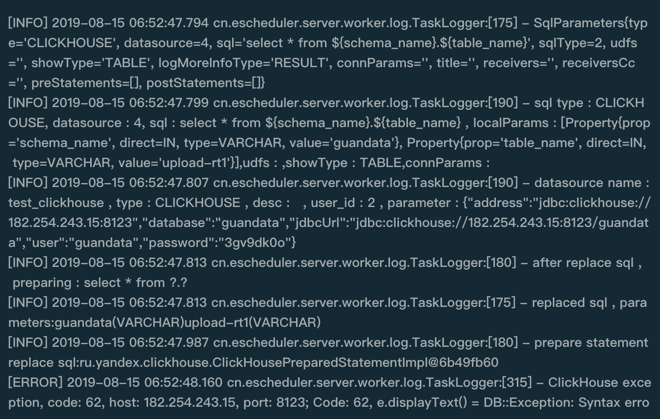 [INFO] 2019-08-15 06:52:47.794 cn.escheduler.server.worker.log.TaskLogger:[175] - SqlParameters{typ
e='CLICKHOUSE', datasource=4, sql='select * from ${schema_name}.${table_name}', sqlType=2, udfs
='', showType='TABLE', logMoreInfoType='RESULT', connParams='', title='', receivers='', receiversCc
='', preStatements=[], postStatements=[]}
[INFO] 2019-08-15 06:52:47.799 cn.escheduler.server.worker.log.TaskLogger:[190] - sql type : CLICKH
OUSE, datasource : 4, sql : select * from ${schema_name}.${table_name} , localParams : [Property{prop
='schema_name', direct=IN, type=VARCHAR, value='guandata'}, Property{prop='table_name', direct=IN,
type=VARCHAR, value='upload-rt1'}],udfs : ,showType : TABLE,connParams :
[INFO] 2019-08-15 06:52:47.807 cn.escheduler.server.worker.log.TaskLogger:[190] - datasource name :
test_clickhouse , type : CLICKHOUSE , desc :   , user_id : 2 , parameter : {"address":"jdbc:clickhouse://
182.254.243.15:8123","database":"guandata","jdbcUrl":"jdbc:clickhouse://182.254.243.15:8123/guandat
a","user":"guandata","password":"3gv9dk0o"}
[INFO] 2019-08-15 06:52:47.813 cn.escheduler.server.worker.log.TaskLogger:[180] - after replace sql ,
preparing : select * from ?.?
[INFO] 2019-08-15 06:52:47.813 cn.escheduler.server.worker.log.TaskLogger:[175] - replaced sql , para
meters:guandata(VARCHAR)upload-rt1(VARCHAR)
[INFO] 2019-08-15 06:52:47.987 cn.escheduler.server.worker.log.TaskLogger:[180] - prepare statement
replace sql:ru.yandex.clickhouse.ClickHousePreparedStatementImpl@6b49fb60
[ERROR] 2019-08-15 06:52:48.160 cn.escheduler.server.worker.log.TaskLogger:[315] - ClickHouse exce
ption, code: 62, host: 182.254.243.15, port: 8123; Code: 62, e.displayText() = DB::Exception: Syntax erro